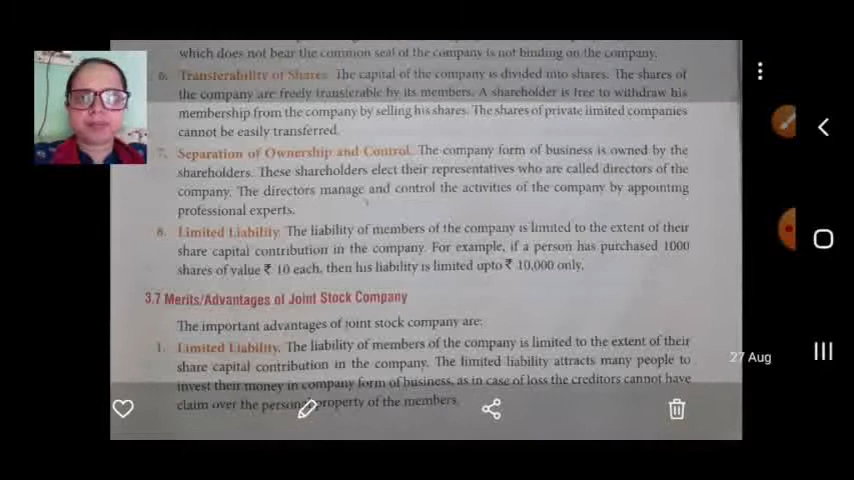 which does not bear the common seal of the company is not binding on the company.
6. Transferability of Shares. The capital of the company is divided into shares. The shares of
the company are freely transferable by its members. A shareholder is free to withdraw his
membership from the company by selling his shares. The shares of private limited companies
cannot be easily transferred.
7. Separation of Ownership and Control. The company form of business is owned by the
shareholders. These shareholders elect their representatives who are called directors of the
company. The directors manage and control the activities of the company by appointing
professional experts.
8. Limited Liability. The liability of members of the company is limited to the extent of their
share capital contribution in the company. For example, if a person has purchased 1000
shares of value ₹ 10 each, then his liability is limited upto ₹ 10,000 only.
3.7 Merits/Advantages of Joint Stock Company
The important advantages of joint stock company are:
1. Limited Liability. The liability of members of the company is limited to the extent of their
share capital contribution in the company. The limited liability attracts many people to
invest their money in company form of business, as in case of loss the creditors cannot have
claim over the personal property of the members.
27 Aug